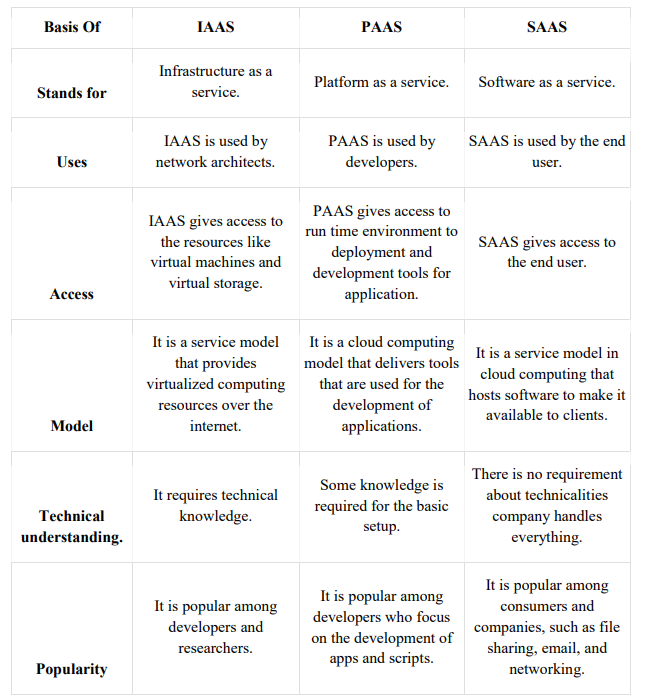 Basis Of
IAAS
PAAS
SAAS
Stands for
Infrastructure as a
service.
Platform as a service.
Software as a service.
Uses
IAAS is used by
network architects.
PAAS is used by
developers.
SAAS is used by the end
user.
Access
IAAS gives access to
the resources like
virtual machines and
virtual storage.
PAAS gives access to
run time environment to
deployment and
development tools for
application.
SAAS gives access to
the end user.
Model
It is a service model
that provides
virtualized computing
resources over the
internet.
It is a cloud computing
model that delivers tools
that are used for the
development of
applications.
It is a service model in
cloud computing that
hosts software to make it
available to clients.
Technical
understanding.
It requires technical
knowledge.
Some knowledge is
required for the basic
setup.
There is no requirement
about technicalities
company handles
everything.
Popularity
It is popular among
developers and
researchers.
It is popular among
developers who focus
on the development of
apps and scripts.
It is popular among
consumers and
companies, such as file
sharing, email, and
networking.